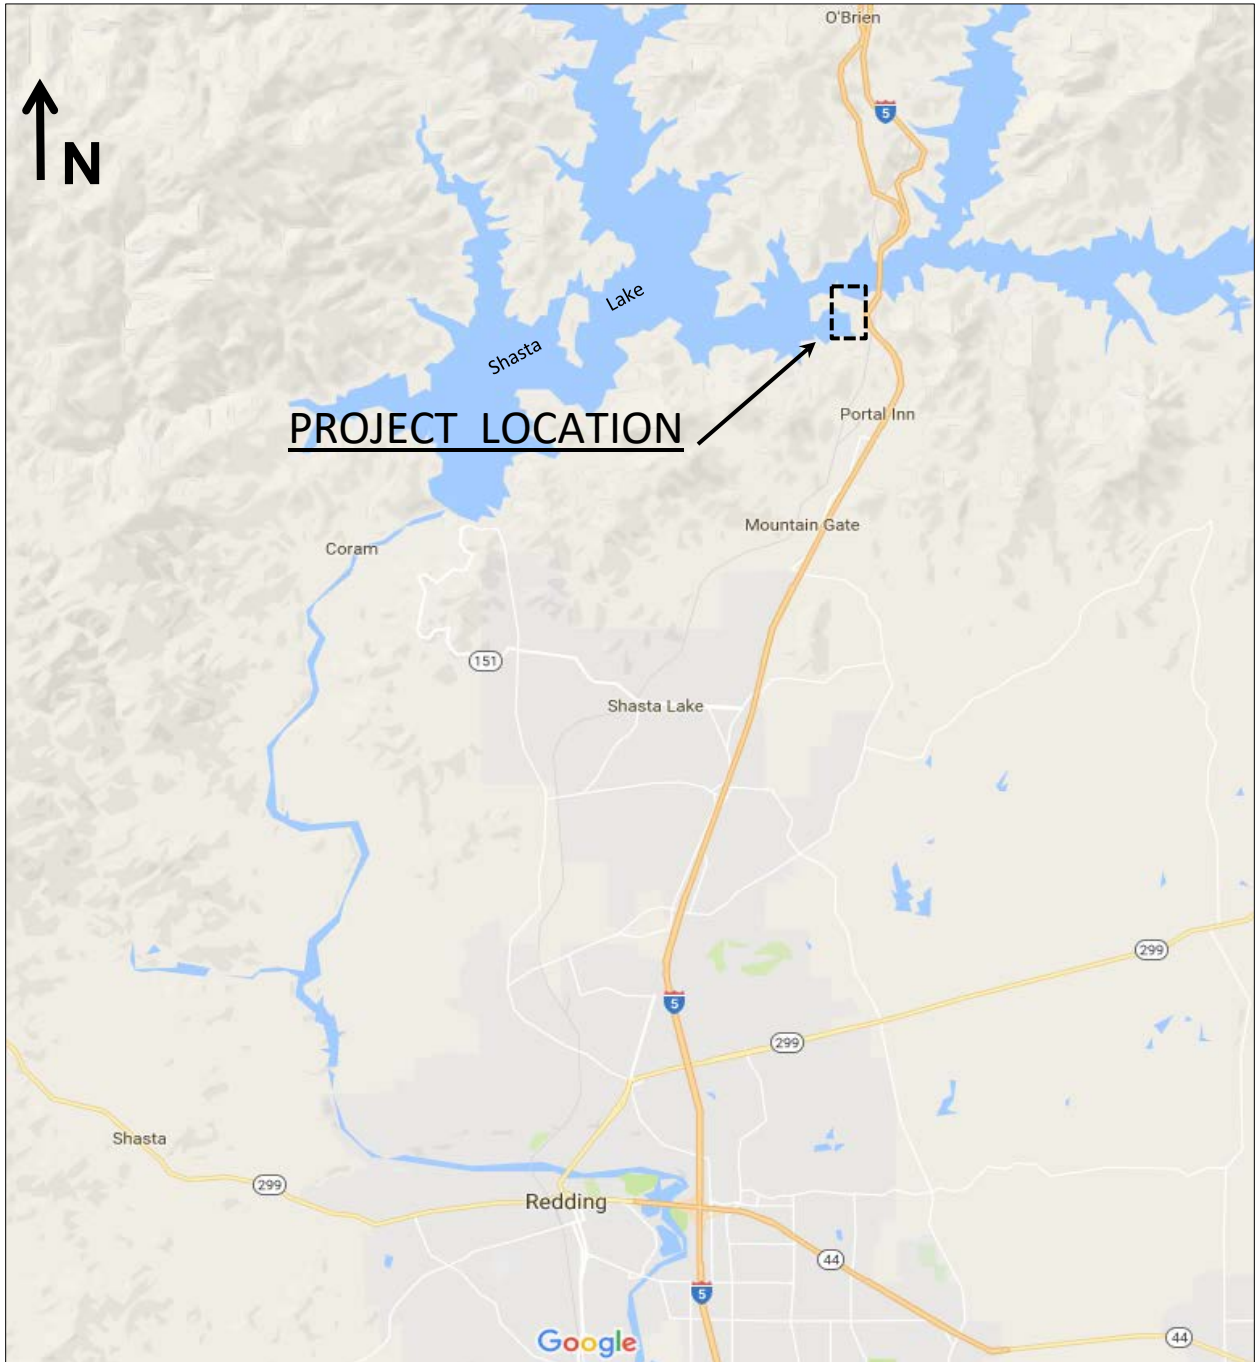 O'Brien
5
N
Lake
Shasta
PROJECT LOCATION
Portal Inn
Mountain Gate
Coram
151
Shasta Lake
299
5
299
Shasta
299
Redding
44
5
44
Google